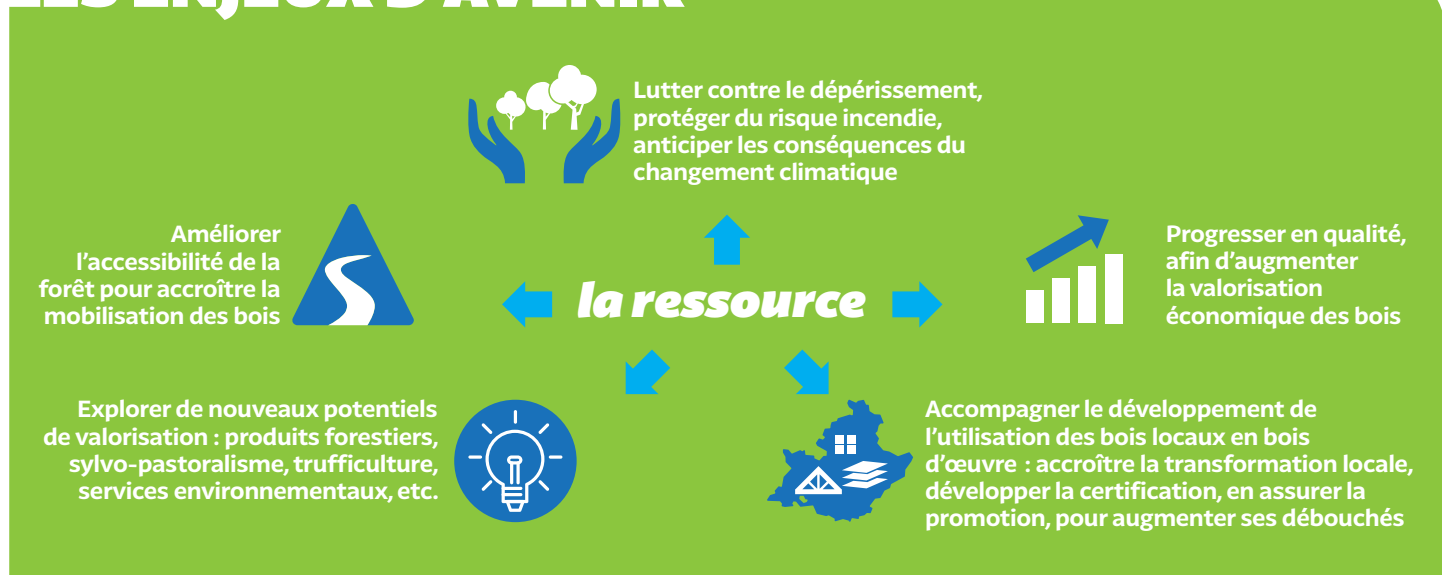 LES ENJEUX D'AVENIR
Lutter contre le dépérissement,
protéger du risque incendie,
anticiper les conséquences du
changement climatique
Améliorer
l'accessibilité de la
forêt pour accroître la
mobilisation des bois
la ressource
Progresser en qualité,
afin d'augmenter
la valorisation
économique des bois
Explorer de nouveaux potentiels
de valorisation : produits forestiers,
sylvo-pastoralisme, trufficulture,
services environnementaux, etc.
Accompagner le développement de
l'utilisation des bois locaux en bois
d'œuvre : accroître la transformation locale,
développer la certification, en assurer la
promotion, pour augmenter ses débouchés